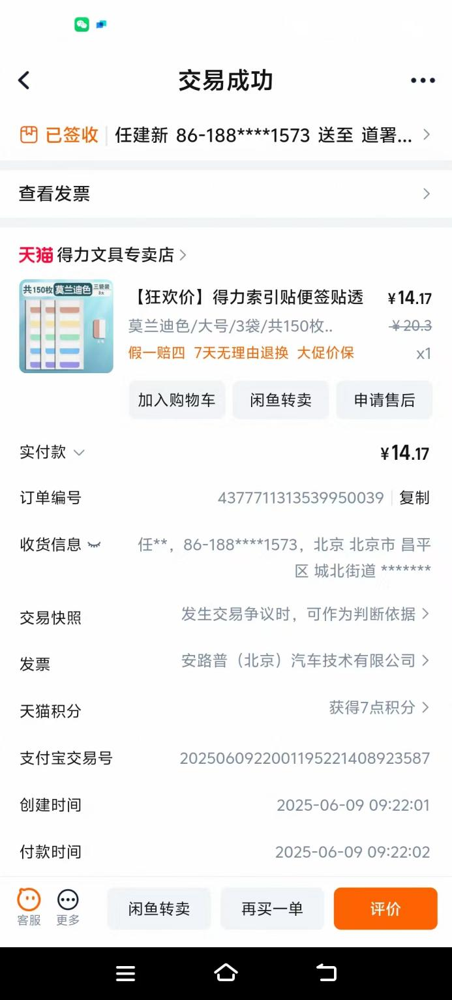 交易成功
已签收 任建新 86-188****1573 送至 道署...
查看发票
天猫 得力文具专卖店
共150枚 莫兰迪色 三袋装
3大
大号
【狂欢价】得力索引贴便签贴透 ¥14.17
莫兰迪色/大号/3袋/共150枚.. ¥20.3
假一赔四 7天无理由退换 大促价保 x1
加入购物车 闲鱼转卖 申请售后
实付款 ¥14.17
订单编号 4377711313539950039 复制
收货信息 任**，86-188****1573，北京 北京市 昌平
区 城北街道 *******
交易快照 发生交易争议时，可作为判断依据
发票 安路普（北京）汽车技术有限公司
天猫积分 获得7点积分
支付宝交易号 2025060922001195221408923587
创建时间 2025-06-09 09:22:01
付款时间 2025-06-09 09:22:02
客服 更多 闲鱼转卖 再买一单 评价